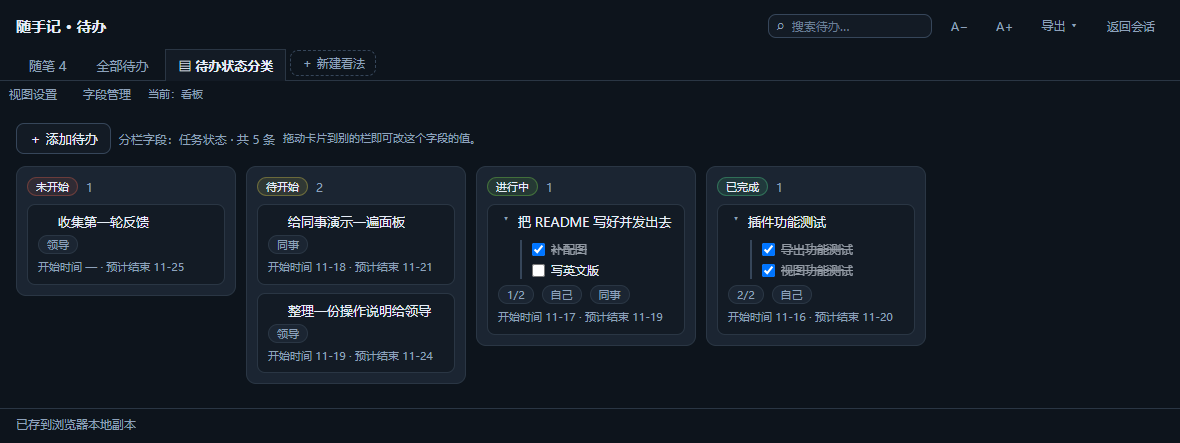 随手记 · 待办
搜索待办...
A−
A+
导出
返回会话
随笔 4
全部待办
待办状态分类
+ 新建看法
视图设置
字段管理
当前：看板
+ 添加待办
分栏字段：任务状态 · 共 5 条
拖动卡片到别的栏即可改这个字段的值。
未开始 1
收集第一轮反馈
领导
开始时间 — · 预计结束 11-25
待开始 2
给同事演示一遍面板
同事
开始时间 11-18 · 预计结束 11-21
整理一份操作说明给领导
领导
开始时间 11-19 · 预计结束 11-24
进行中 1
把 README 写好并发出去
补配图
写英文版
1/2 自己 同事
开始时间 11-17 · 预计结束 11-19
已完成 1
插件功能测试
导出功能测试
视图功能测试
2/2 自己
开始时间 11-16 · 预计结束 11-20
已存到浏览器本地副本